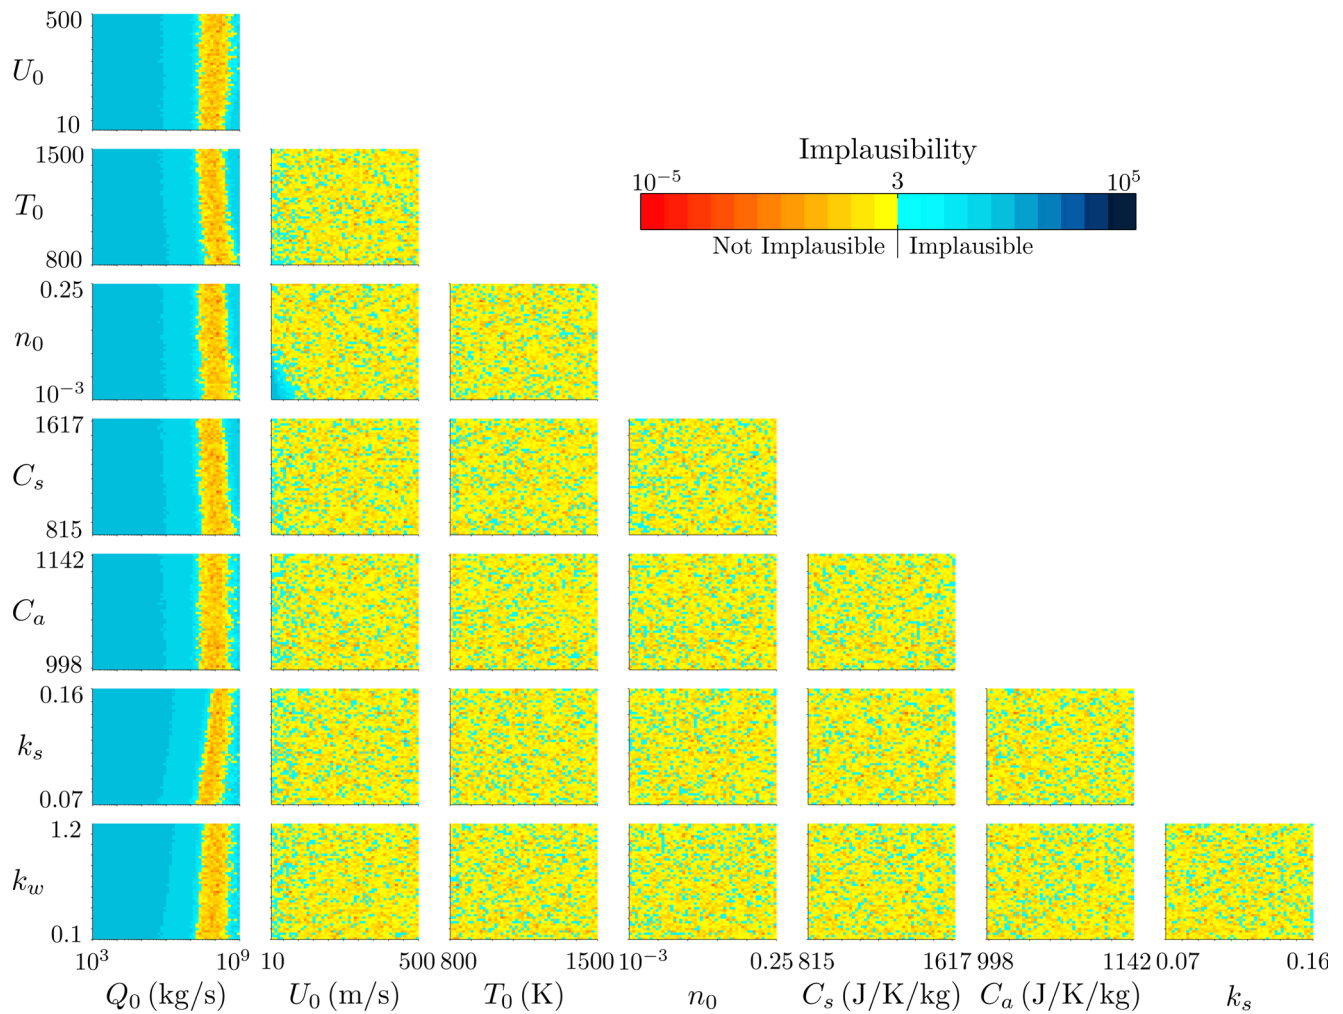 500
U₀
10
1500
T₀
800
Implausibility
10⁻⁵ 3 10⁵
Not Implausible Implausible
0.25
n₀
10⁻³
1617
Cₛ
815
1142
Cₐ
998
0.16
kₛ
0.07
1.2
k_w
0.1
10³ 10⁹ 10 500 800 1500 10⁻³ 0.25 815 1617 998 1142 0.07 0.16
Q₀ (kg/s) U₀ (m/s) T₀ (K) n₀ Cₛ (J/K/kg) Cₐ (J/K/kg) kₛ